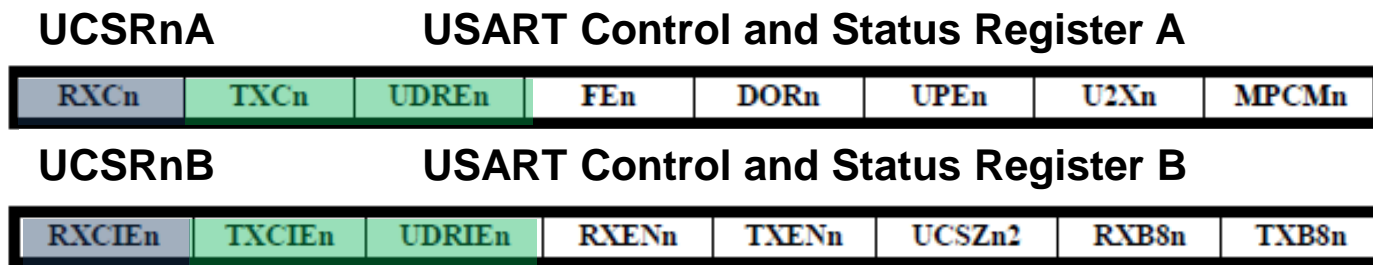 UCSRnA USART Control and Status Register A
RXCn TXCn UDREn FEn DORn UPEn U2Xn MPCMn
UCSRnB USART Control and Status Register B
RXCIEn TXCIEn UDRIEn RXENn TXENn UCSZn2 RXB8n TXB8n